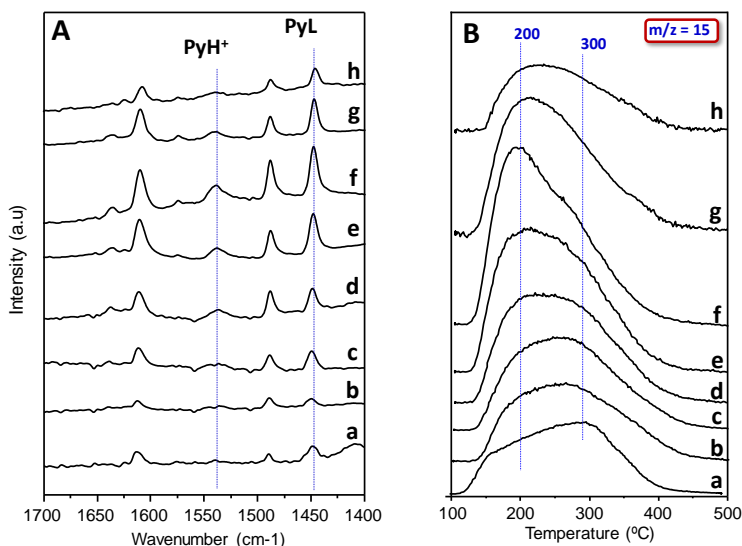 A
PyH⁺
PyL
h
g
f
e
d
c
b
a
Intensity (a.u)
1700 1650 1600 1550 1500 1450 1400
Wavenumber (cm-1)
B
200
300
m/z = 15
h
g
f
e
d
c
b
a
100 200 300 400 500
Temperature (ºC)